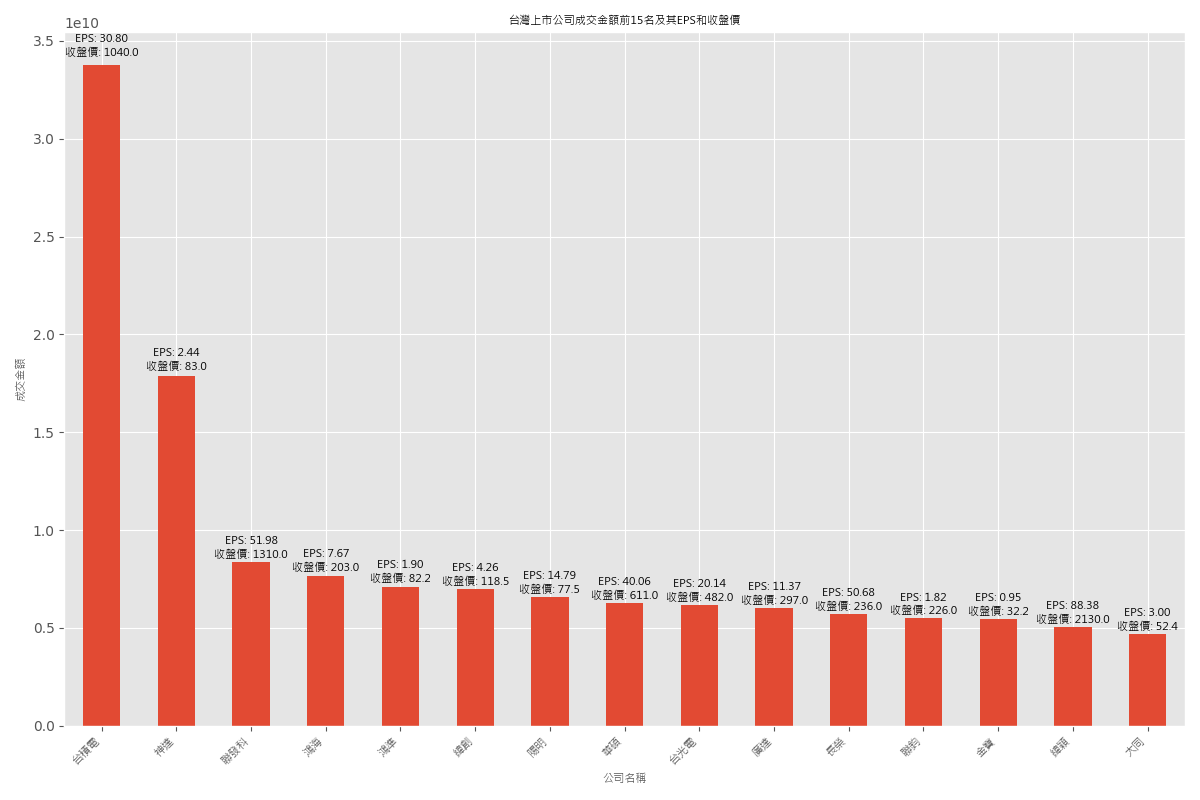 台灣上市公司成交金額前15名及其EPS和收盤價
1e10
3.5
3.0
2.5
2.0
1.5
1.0
0.5
0.0
成交金額
EPS: 30.80
收盤價: 1040.0
EPS: 2.44
收盤價: 83.0
EPS: 51.98
收盤價: 1310.0
EPS: 7.67
收盤價: 203.0
EPS: 1.90
收盤價: 82.2
EPS: 4.26
收盤價: 118.5
EPS: 14.79
收盤價: 77.5
EPS: 40.06
收盤價: 611.0
EPS: 20.14
收盤價: 482.0
EPS: 11.37
收盤價: 297.0
EPS: 50.68
收盤價: 236.0
EPS: 1.82
收盤價: 226.0
EPS: 0.95
收盤價: 32.2
EPS: 88.38
收盤價: 2130.0
EPS: 3.00
收盤價: 52.4
台積電
神達
聯發科
鴻海
鴻準
緯創
陽明
華碩
台光電
廣達
長榮
聯鈞
金寶
緯穎
大同
公司名稱